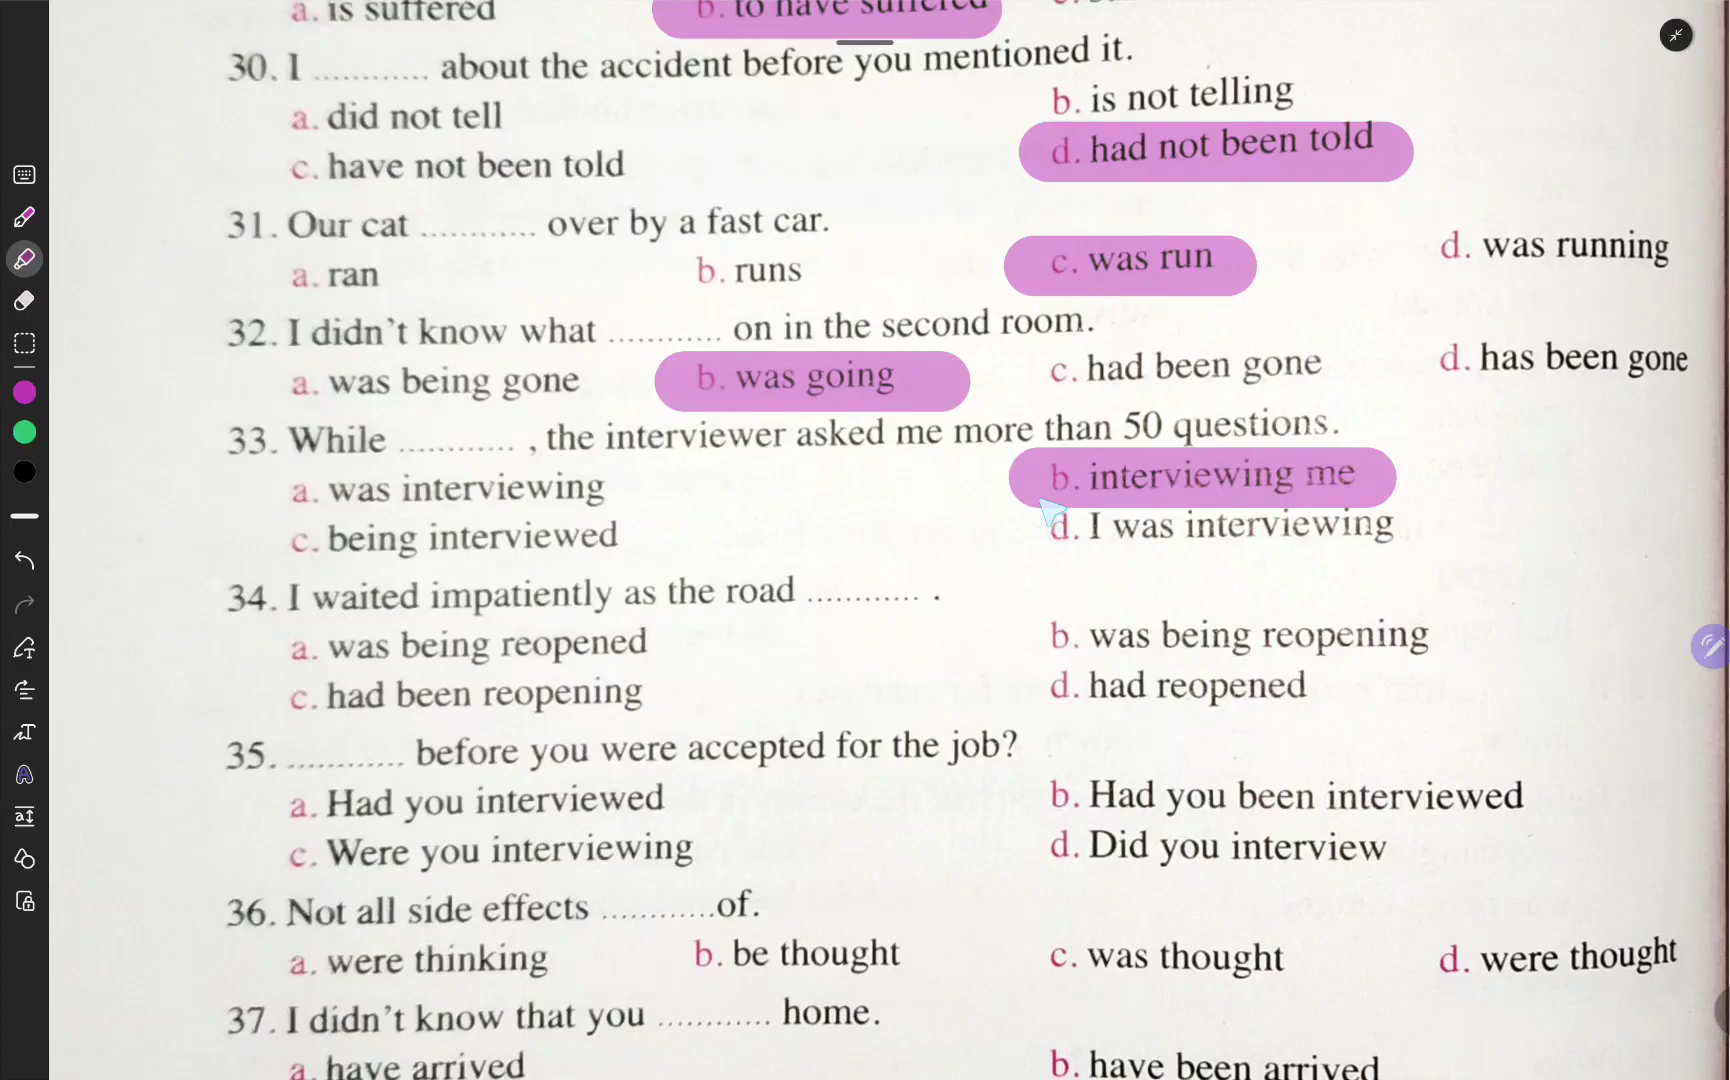 a. is suffered b. to have suffered
30. I ............ about the accident before you mentioned it.
a. did not tell b. is not telling
c. have not been told d. had not been told
31. Our cat ............ over by a fast car.
a. ran b. runs c. was run d. was running
32. I didn't know what ............ on in the second room.
a. was being gone b. was going c. had been gone d. has been gone
33. While ............ , the interviewer asked me more than 50 questions.
a. was interviewing b. interviewing me
c. being interviewed d. I was interviewing
34. I waited impatiently as the road ............ .
a. was being reopened b. was being reopening
c. had been reopening d. had reopened
35. ............ before you were accepted for the job?
a. Had you interviewed b. Had you been interviewed
c. Were you interviewing d. Did you interview
36. Not all side effects ............of.
a. were thinking b. be thought c. was thought d. were thought
37. I didn't know that you ............ home.
a. have arrived b. have been arrived